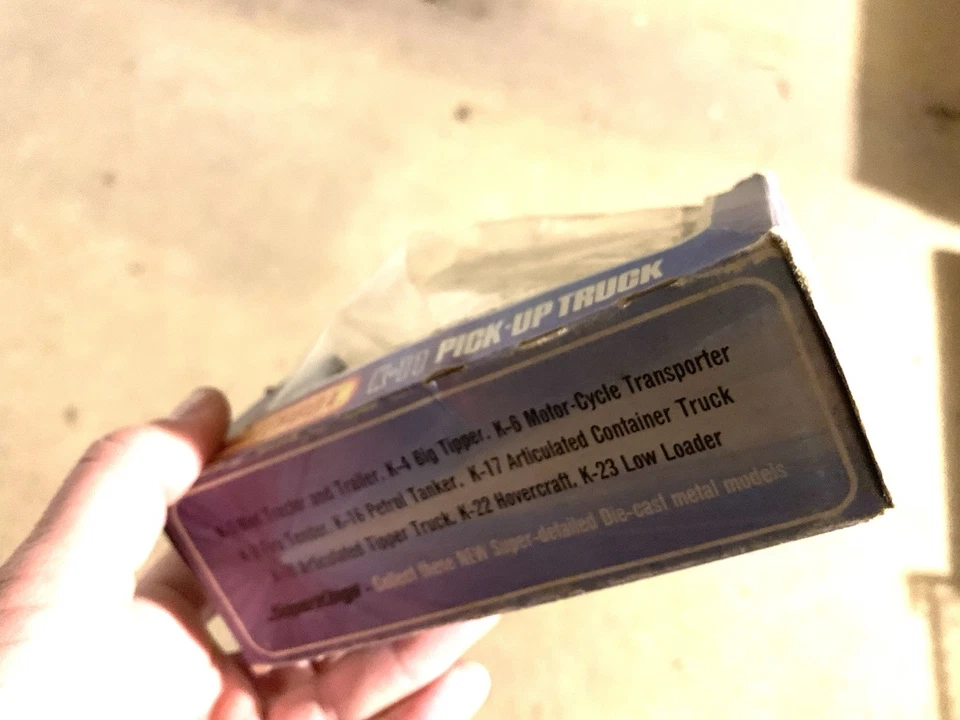 PICK-UP TRUCK
Tractor and Trailer. K-4 Big Tipper. K-6 Motor-Cycle Transporter
Tender. K-16 Petrol Tanker. K-17 Articulated Container Truck
Articulated Tipper Truck. K-22 Hovercraft. K-23 Low Loader
SuperKings - Collect these NEW Super-detailed Die-cast metal models